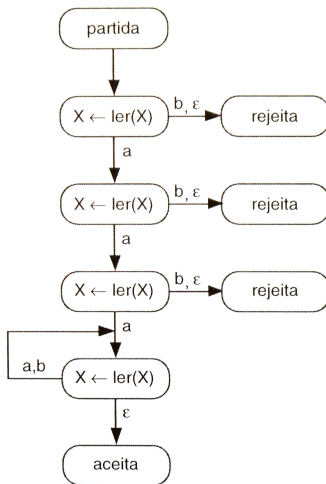 partida
X ← ler(X)
b, ε
rejeita
a
X ← ler(X)
b, ε
rejeita
a
X ← ler(X)
b, ε
rejeita
a
a,b
X ← ler(X)
ε
aceita